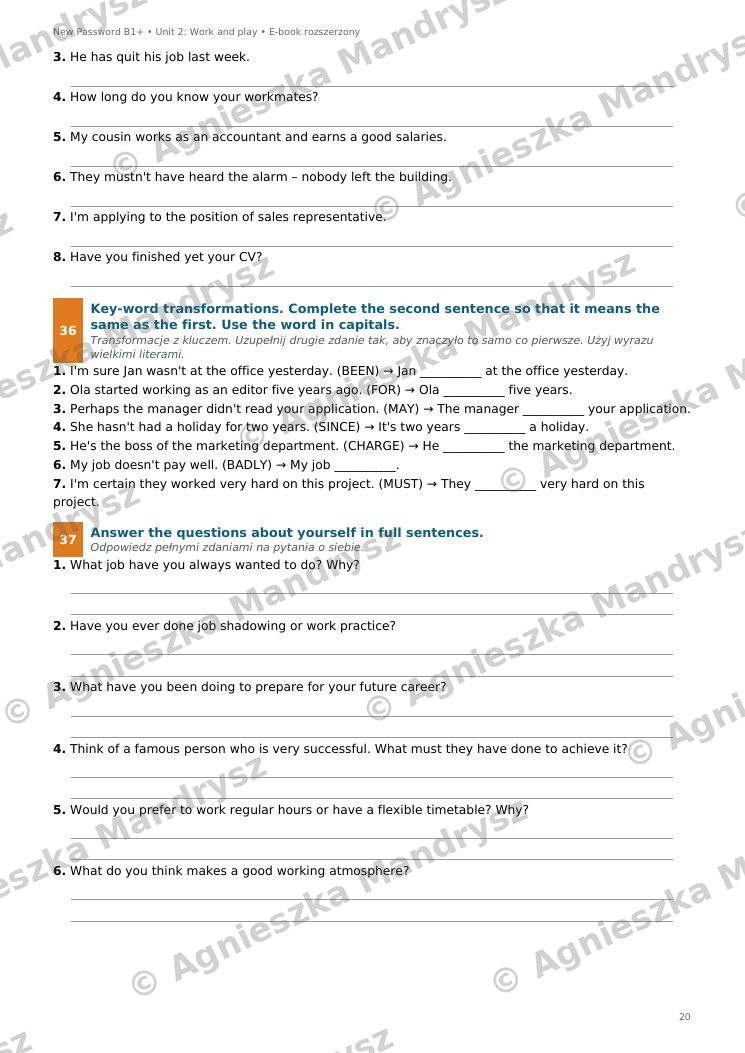 New Password B1+ • Unit 2: Work and play • E-book rozszerzony
3. He has quit his job last week.
4. How long do you know your workmates?
5. My cousin works as an accountant and earns a good salaries.
6. They mustn't have heard the alarm – nobody left the building.
7. I'm applying to the position of sales representative.
8. Have you finished yet your CV?
36
Key-word transformations. Complete the second sentence so that it means the
same as the first. Use the word in capitals.
Transformacje z kluczem. Uzupełnij drugie zdanie tak, aby znaczyło to samo co pierwsze. Użyj wyrazu
wielkimi literami.
1. I'm sure Jan wasn't at the office yesterday. (BEEN) → Jan __________ at the office yesterday.
2. Ola started working as an editor five years ago. (FOR) → Ola __________ five years.
3. Perhaps the manager didn't read your application. (MAY) → The manager __________ your application.
4. She hasn't had a holiday for two years. (SINCE) → It's two years __________ a holiday.
5. He's the boss of the marketing department. (CHARGE) → He __________ the marketing department.
6. My job doesn't pay well. (BADLY) → My job __________.
7. I'm certain they worked very hard on this project. (MUST) → They __________ very hard on this
project.
37
Answer the questions about yourself in full sentences.
Odpowiedz pełnymi zdaniami na pytania o siebie.
1. What job have you always wanted to do? Why?
2. Have you ever done job shadowing or work practice?
3. What have you been doing to prepare for your future career?
4. Think of a famous person who is very successful. What must they have done to achieve it?
5. Would you prefer to work regular hours or have a flexible timetable? Why?
6. What do you think makes a good working atmosphere?
20
© Agnieszka Mandrysz